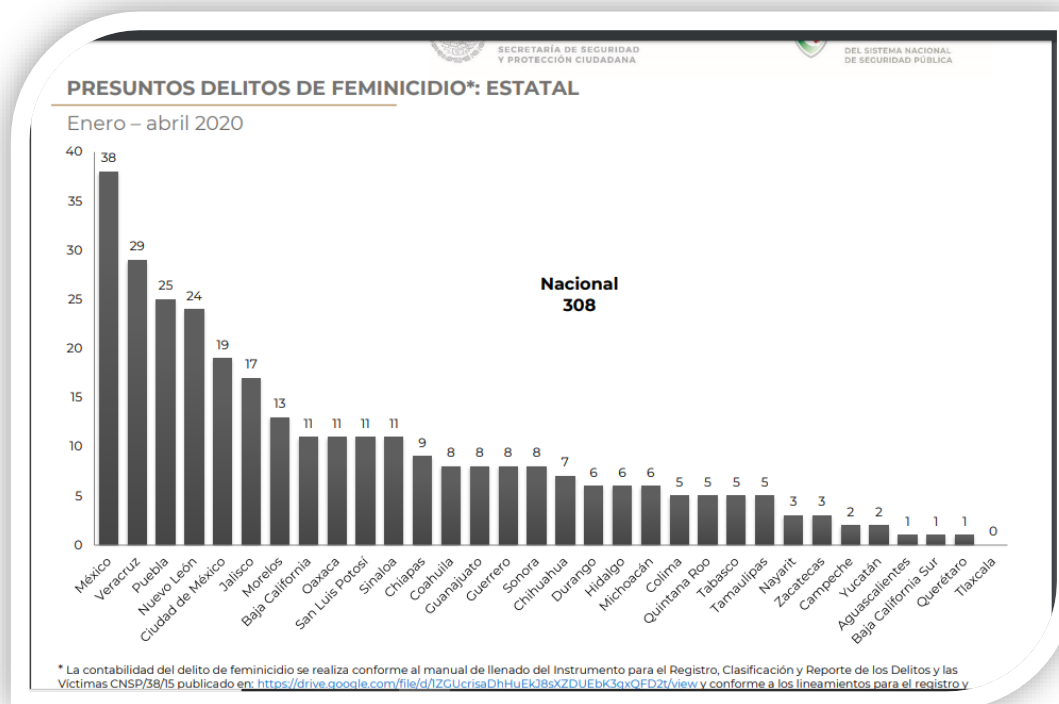 SECRETARÍA DE SEGURIDAD
Y PROTECCIÓN CIUDADANA
DEL SISTEMA NACIONAL
DE SEGURIDAD PÚBLICA
PRESUNTOS DELITOS DE FEMINICIDIO*: ESTATAL
Enero – abril 2020
40
35
30
25
20
15
10
5
0
38
29
25
24
19
17
13
11
11
11
11
9
8
8
8
8
7
6
6
6
5
5
5
5
3
3
2
2
1
1
1
0
Nacional
308
México
Veracruz
Puebla
Nuevo León
Ciudad de México
Jalisco
Morelos
Baja California
Oaxaca
San Luis Potosí
Sinaloa
Chiapas
Coahuila
Guanajuato
Guerrero
Sonora
Chihuahua
Durango
Hidalgo
Michoacán
Colima
Quintana Roo
Tabasco
Tamaulipas
Nayarit
Zacatecas
Campeche
Yucatán
Aguascalientes
Baja California Sur
Querétaro
Tlaxcala
* La contabilidad del delito de feminicidio se realiza conforme al manual de llenado del Instrumento para el Registro, Clasificación y Reporte de los Delitos y las
Víctimas CNSP/38/15 publicado en: https://drive.google.com/file/d/1ZGUcrisaDhHuEkJ8sXZDUEbK3gxQFD2t/view y conforme a los lineamientos para el registro y